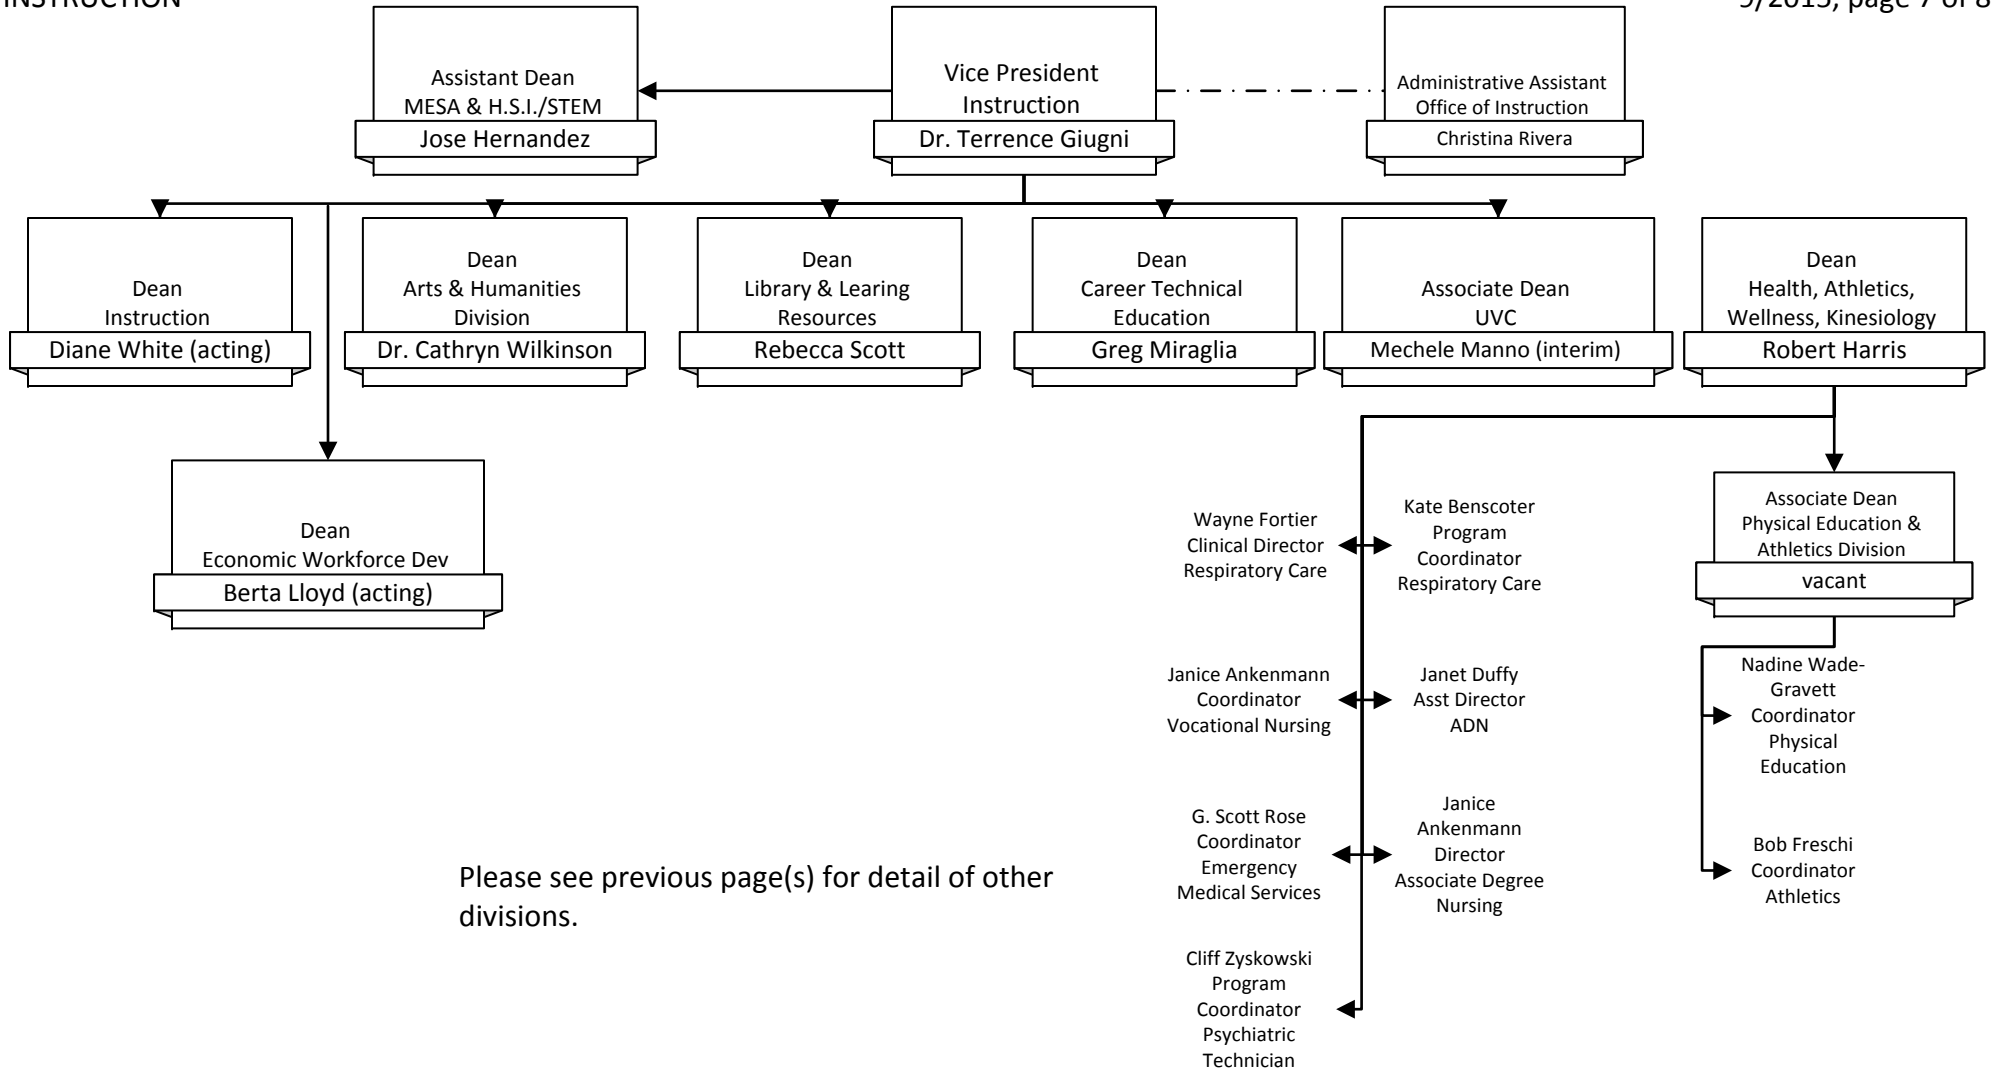 INSTRUCTION
9/2015, page 7 of 8
Assistant Dean
MESA & H.S.I./STEM
Jose Hernandez
Vice President
Instruction
Dr. Terrence Giugni
Administrative Assistant
Office of Instruction
Christina Rivera
Dean
Instruction
Diane White (acting)
Dean
Arts & Humanities
Division
Dr. Cathryn Wilkinson
Dean
Library & Learing
Resources
Rebecca Scott
Dean
Career Technical
Education
Greg Miraglia
Associate Dean
UVC
Mechele Manno (interim)
Dean
Health, Athletics,
Wellness, Kinesiology
Robert Harris
Dean
Economic Workforce Dev
Berta Lloyd (acting)
Wayne Fortier
Clinical Director
Respiratory Care
Kate Benscoter
Program
Coordinator
Respiratory Care
Associate Dean
Physical Education &
Athletics Division
vacant
Janice Ankenmann
Coordinator
Vocational Nursing
Janet Duffy
Asst Director
ADN
Nadine Wade-
Gravett
Coordinator
Physical
Education
G. Scott Rose
Coordinator
Emergency
Medical Services
Janice
Ankenmann
Director
Associate Degree
Nursing
Bob Freschi
Coordinator
Athletics
Please see previous page(s) for detail of other
divisions.
Cliff Zyskowski
Program
Coordinator
Psychiatric
Technician